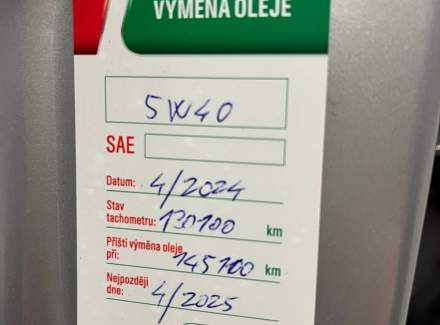 VÝMĚNA OLEJE
5W40
SAE
Datum: 4/2024
Stav
tachometru: 130100 km
Příští výměna oleje
při: 145100 km
Nejpozději
dne: 4/2025